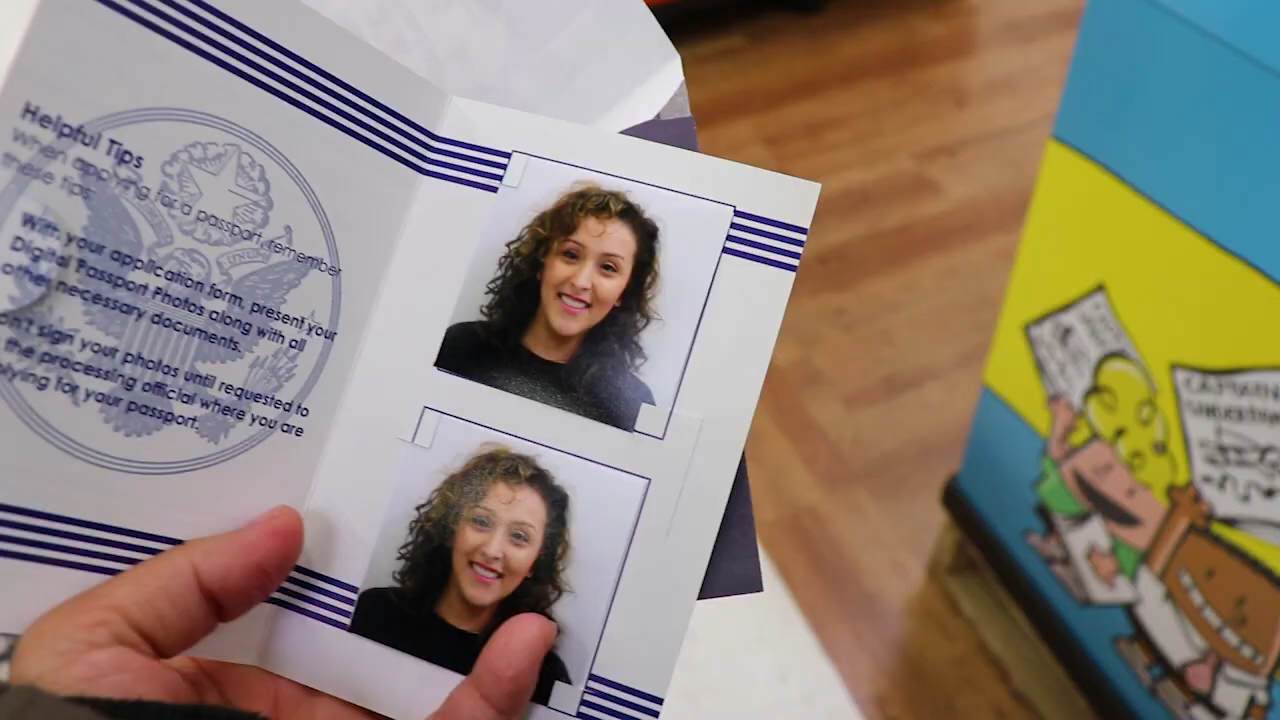 Helpful Tips
When applying for a passport, remember
these tips:
With your application form, present your
Digital Passport Photos along with all
other necessary documents.
sign your photos until requested to
the processing official where you are
for your passport.
CAPTAIN